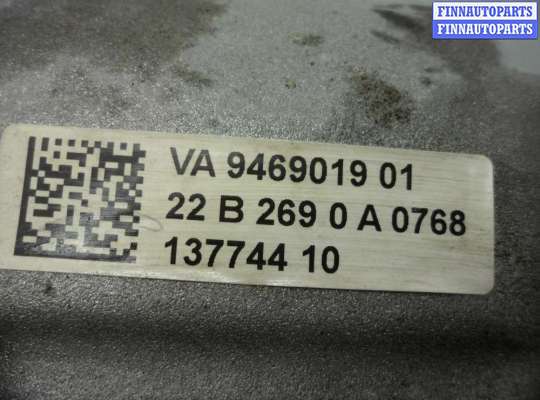 FINNAUTOPARTS
FINNAUTOPARTS
VA 9469019 01
22 B 269 0 A 0768
137744 10